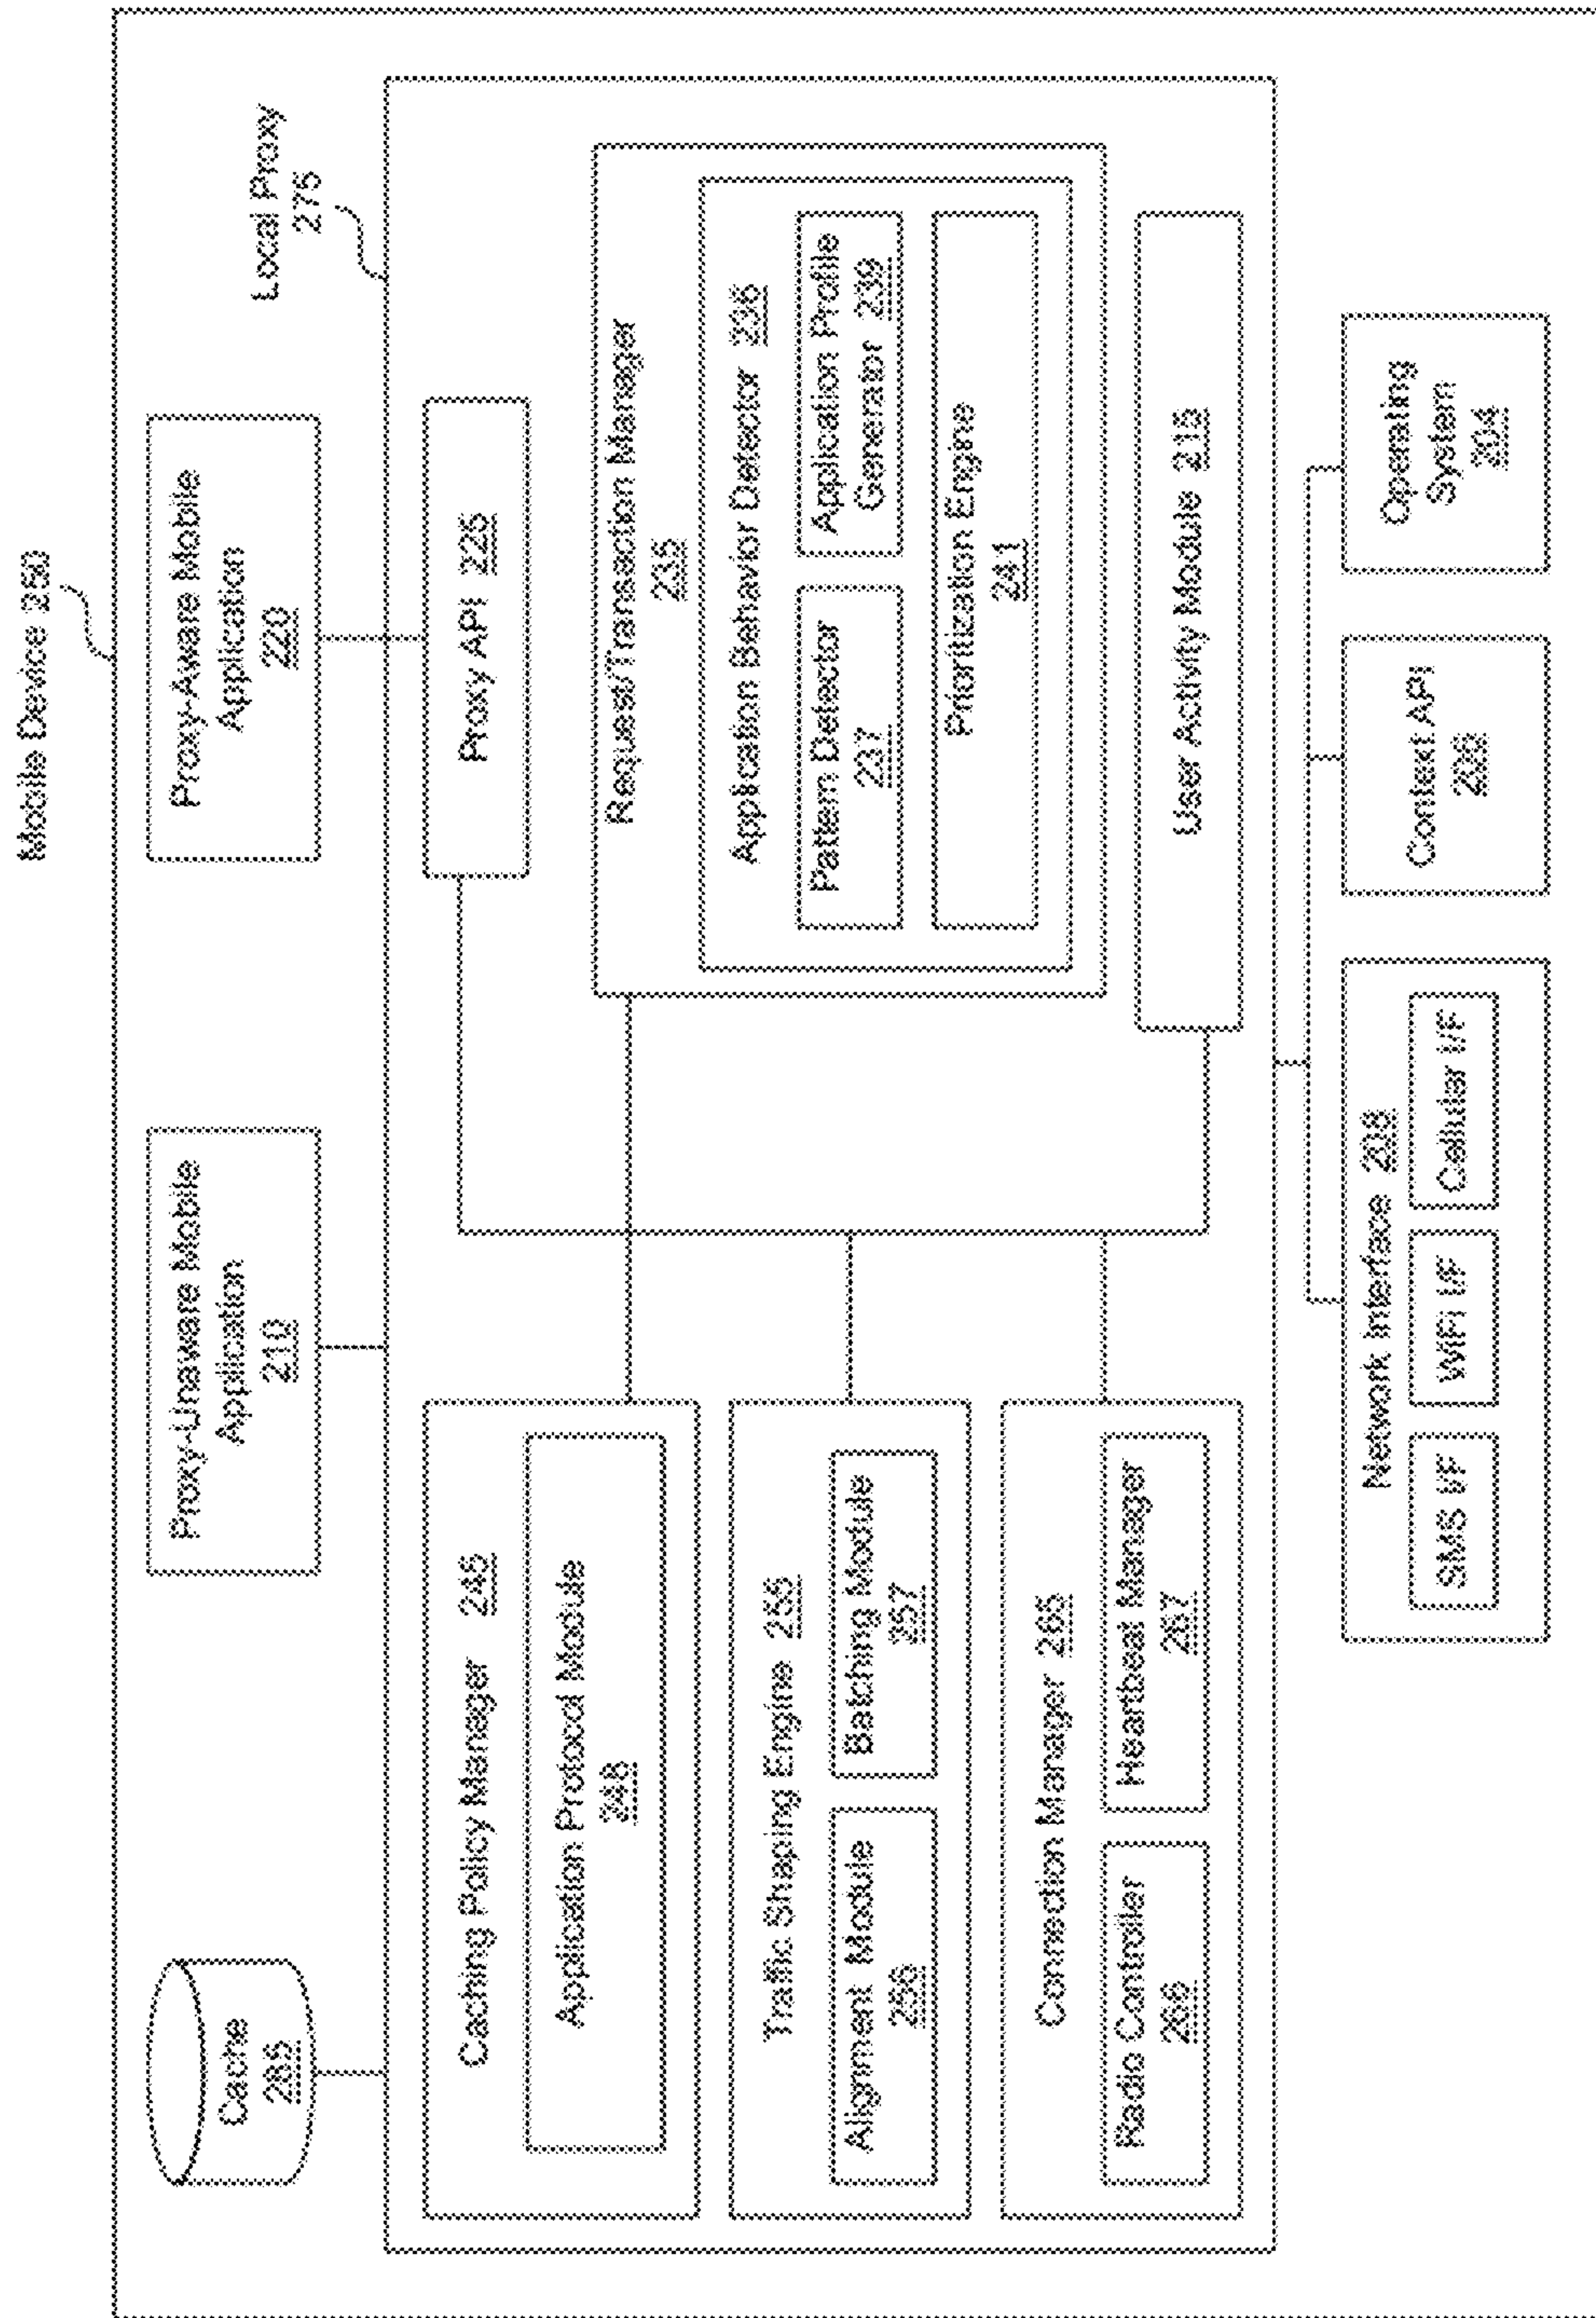 Mobile Device 250
Cache
285
Proxy-Unaware Mobile
Application
210
Proxy-Aware Mobile
Application
220
Local Proxy
275
Caching Policy Manager 245
Application Protocol Module
248
Traffic Shaping Engine 255
Alignment Module
256
Batching Module
257
Connection Manager 265
Radio Controller
266
Heartbeat Manager
267
Proxy API 225
Request/Transaction Manager
235
Application Behavior Detector 236
Pattern Detector
237
Application Profile
Generator 239
Prioritization Engine
241
User Activity Module 215
Network Interface 208
SMS I/F
WiFi I/F
Cellular I/F
Context API
206
Operating
System
204